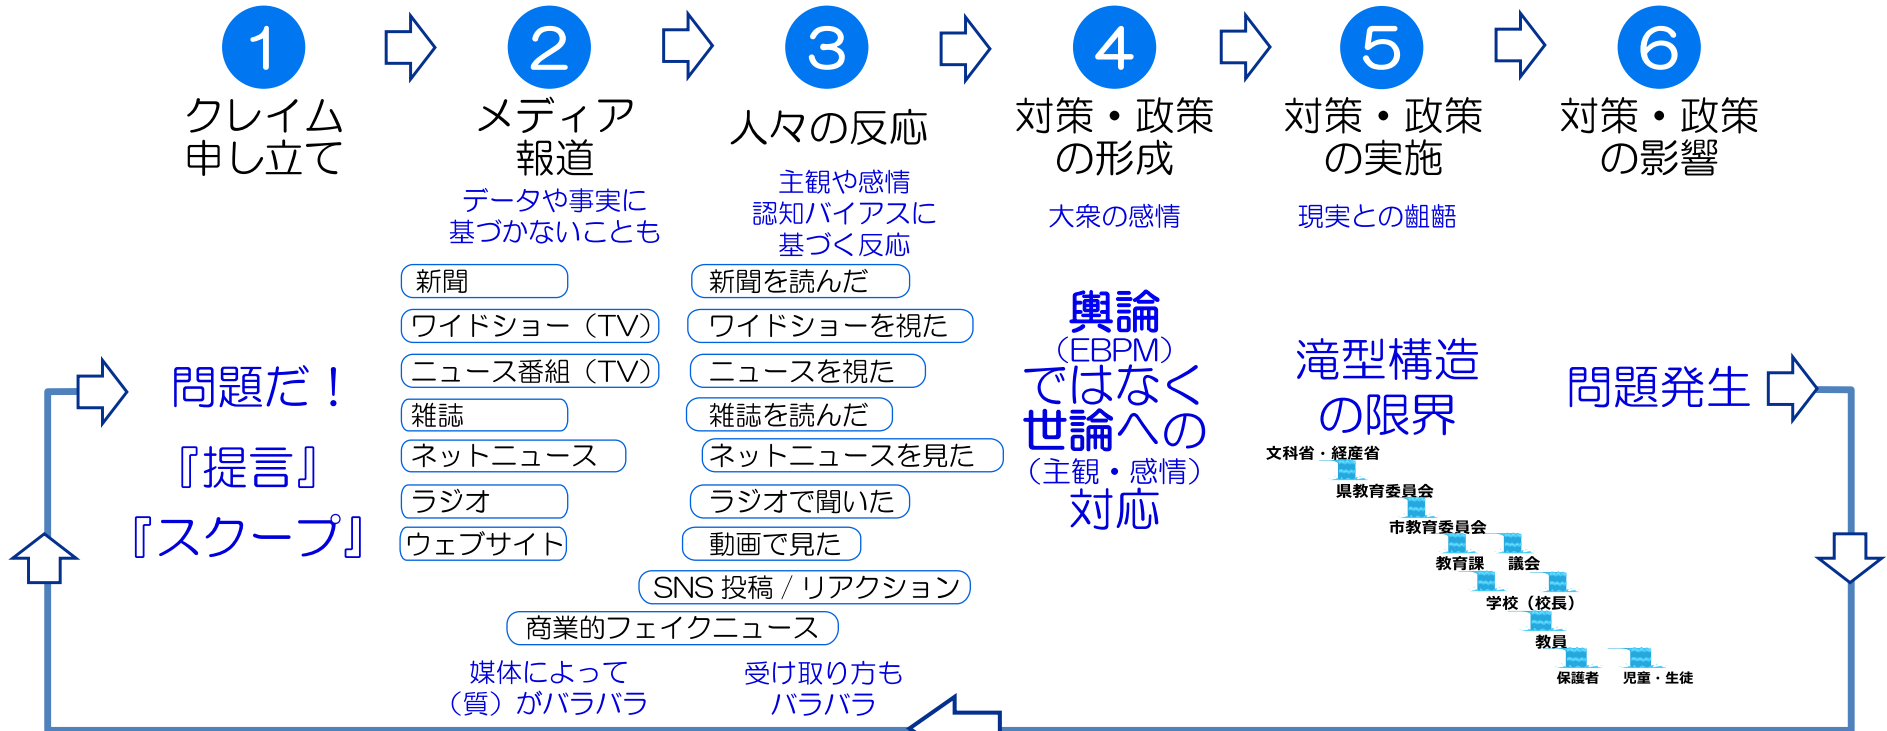 1
クレイム
申し立て
問題だ！
『提言』
『スクープ』
2
メディア
報道
データや事実に
基づかないことも
新聞
ワイドショー（TV）
ニュース番組（TV）
雑誌
ネットニュース
ラジオ
ウェブサイト
3
人々の反応
主観や感情
認知バイアスに
基づく反応
新聞を読んだ
ワイドショーを視た
ニュースを視た
雑誌を読んだ
ネットニュースを見た
ラジオで聞いた
動画で見た
SNS 投稿 / リアクション
商業的フェイクニュース
媒体によって
（質）がバラバラ
受け取り方も
バラバラ
4
対策・政策
の形成
大衆の感情
輿論
（EBPM）
ではなく
世論への
（主観・感情）
対応
5
対策・政策
の実施
現実との齟齬
滝型構造
の限界
文科省・経産省
県教育委員会
市教育委員会
教育課
議会
学校（校長）
教員
保護者
児童・生徒
6
対策・政策
の影響
問題発生